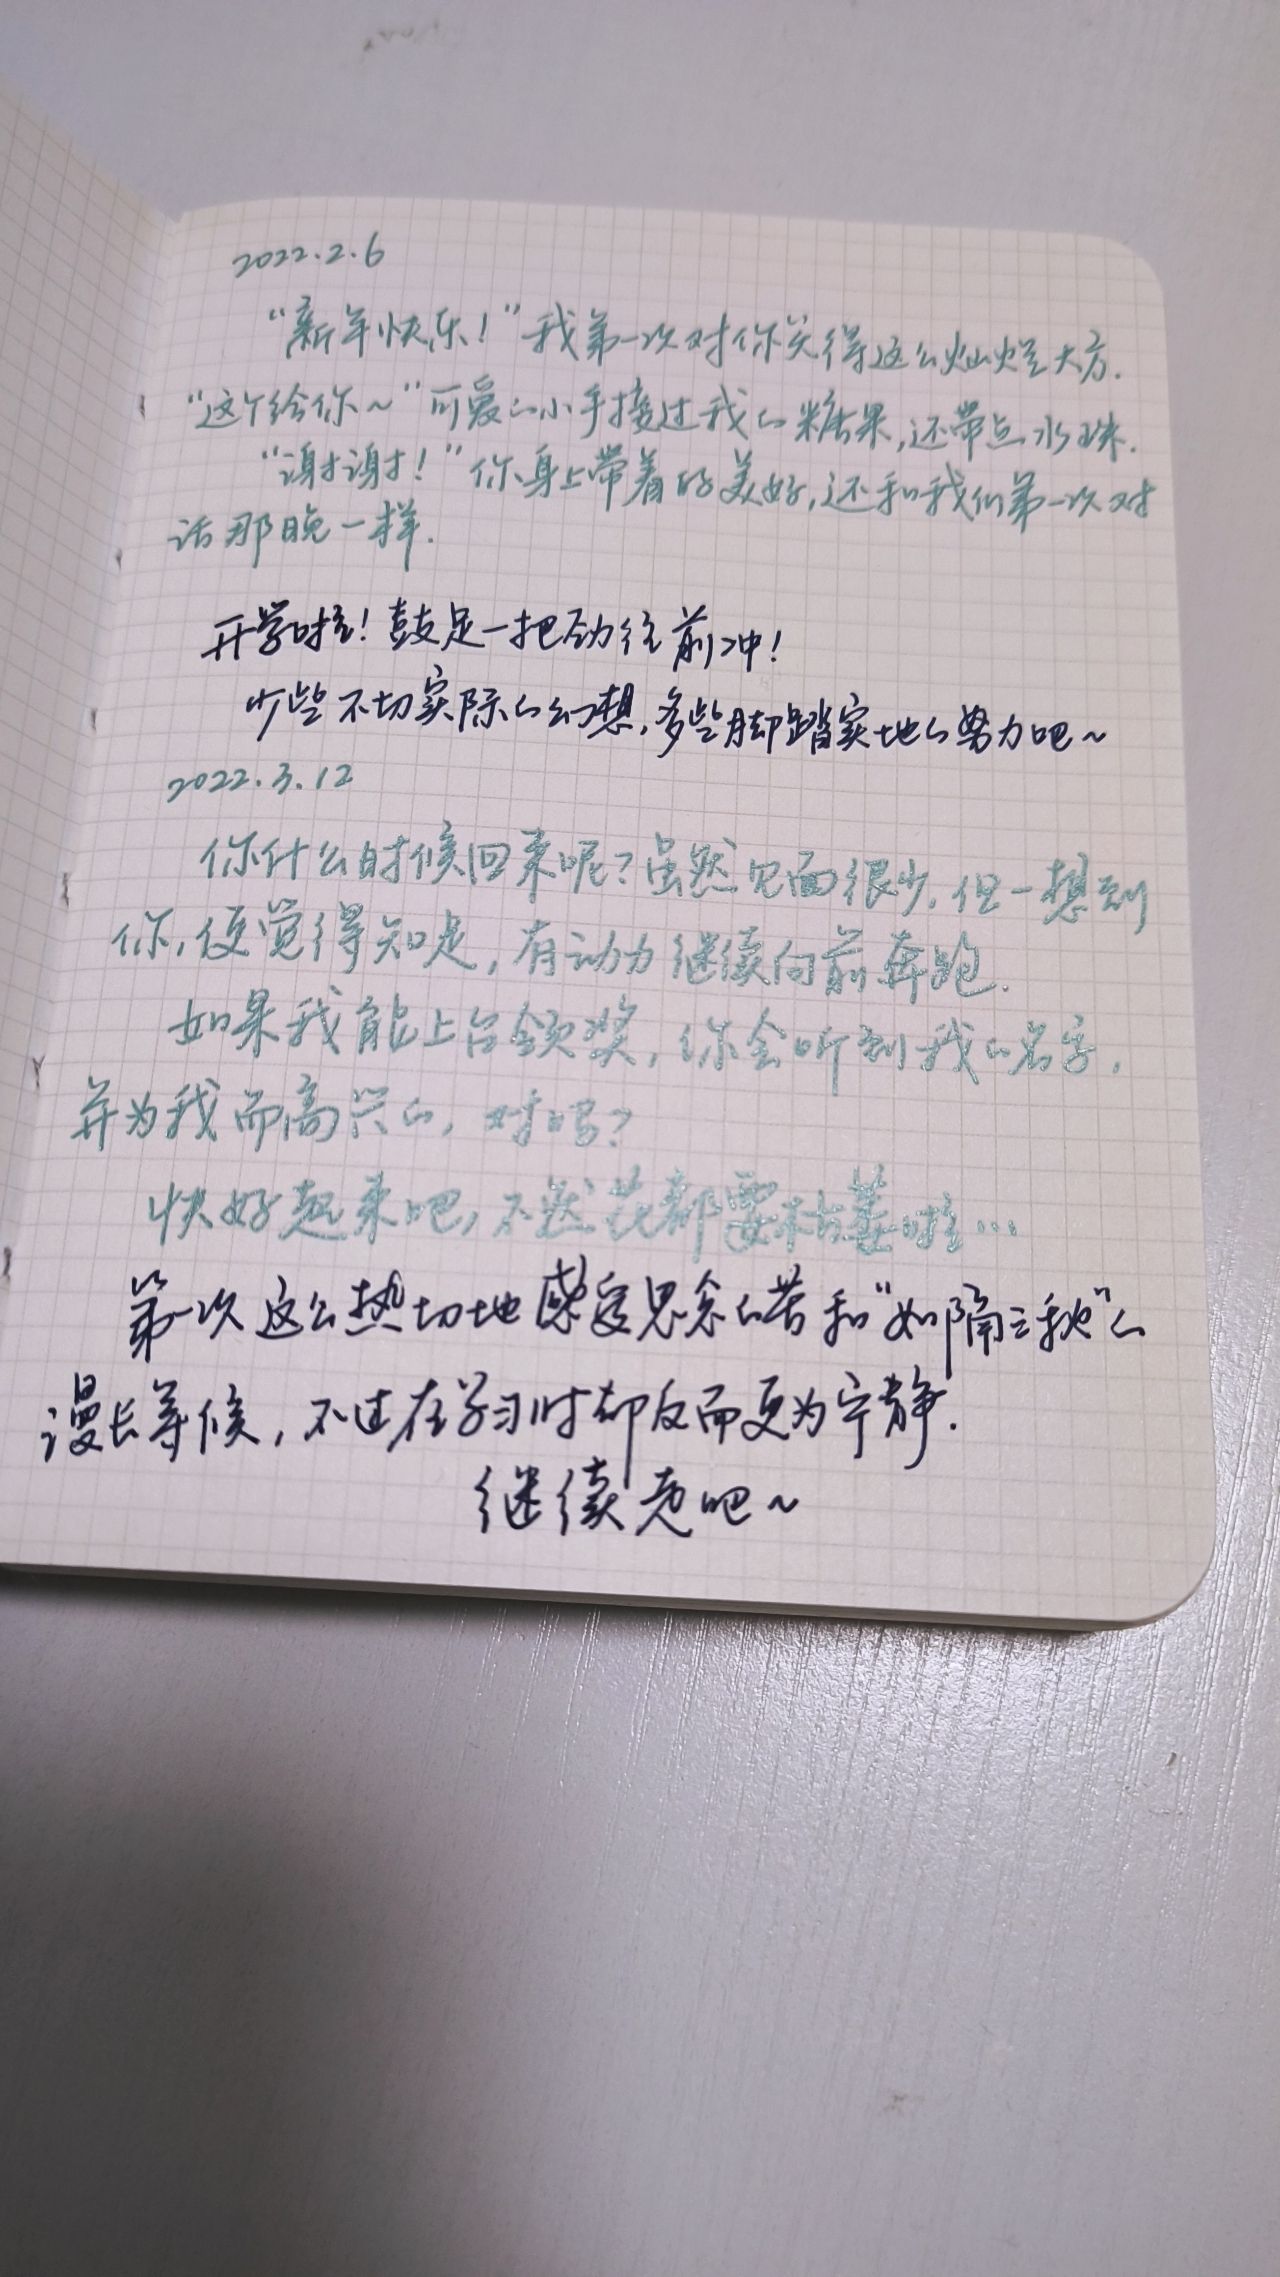 2022.2.6
“新年快乐！”我第一次对你笑得这么灿烂大方.
“这个给你～”可爱的小手接过我的糖果,还带点水珠.
“谢谢！”你身上带着的美好,还和我们第一次对
话那晚一样.
开学啦！鼓足一把劲往前冲！
少些不切实际的幻想,多些脚踏实地的努力吧～
2022.3.12
你什么时候回来呢？虽然见面很少,但一想到
你,便觉得知足,有动力继续向前奔跑.
如果我能上台领奖,你会听到我的名字,
并为我而高兴的,对吗？
快好起来吧,不然花都要枯萎啦…
第一次这么热切地感受思念的苦和“如隔三秋”的
漫长等候,不过在学习时却反而更为宁静.
继续走吧～